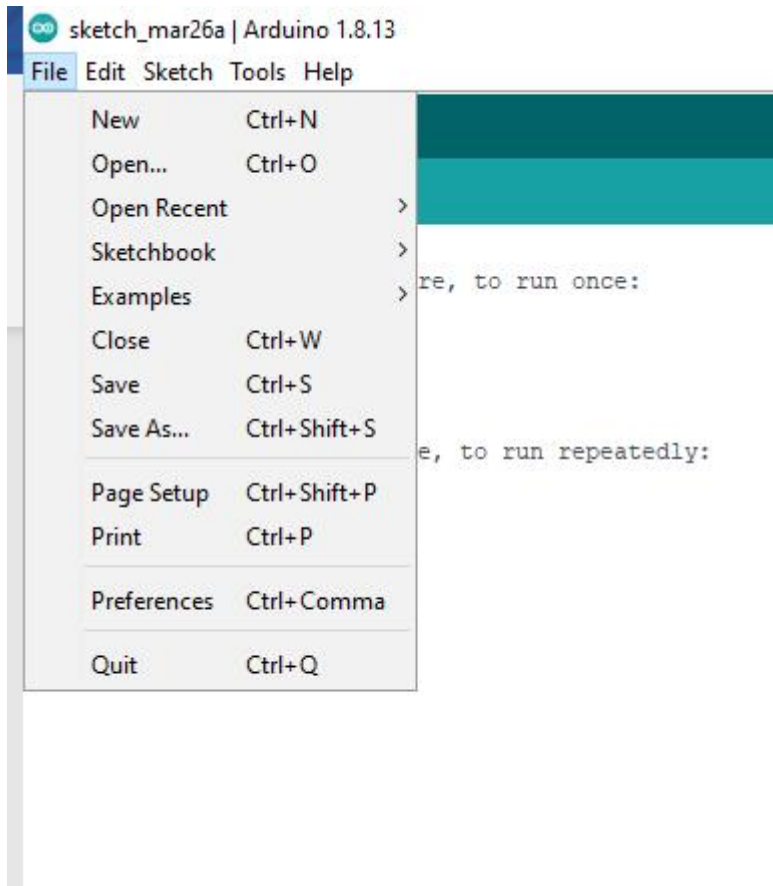 sketch_mar26a | Arduino 1.8.13
File Edit Sketch Tools Help
New Ctrl+N
Open... Ctrl+O
Open Recent >
Sketchbook >
Examples >
re, to run once:
Close Ctrl+W
Save Ctrl+S
Save As... Ctrl+Shift+S
e, to run repeatedly:
Page Setup Ctrl+Shift+P
Print Ctrl+P
Preferences Ctrl+Comma
Quit Ctrl+Q